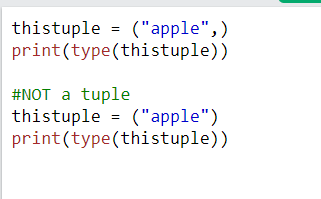 thistuple = ("apple",)
print(type(thistuple))
#NOT a tuple
thistuple = ("apple")
print(type(thistuple))